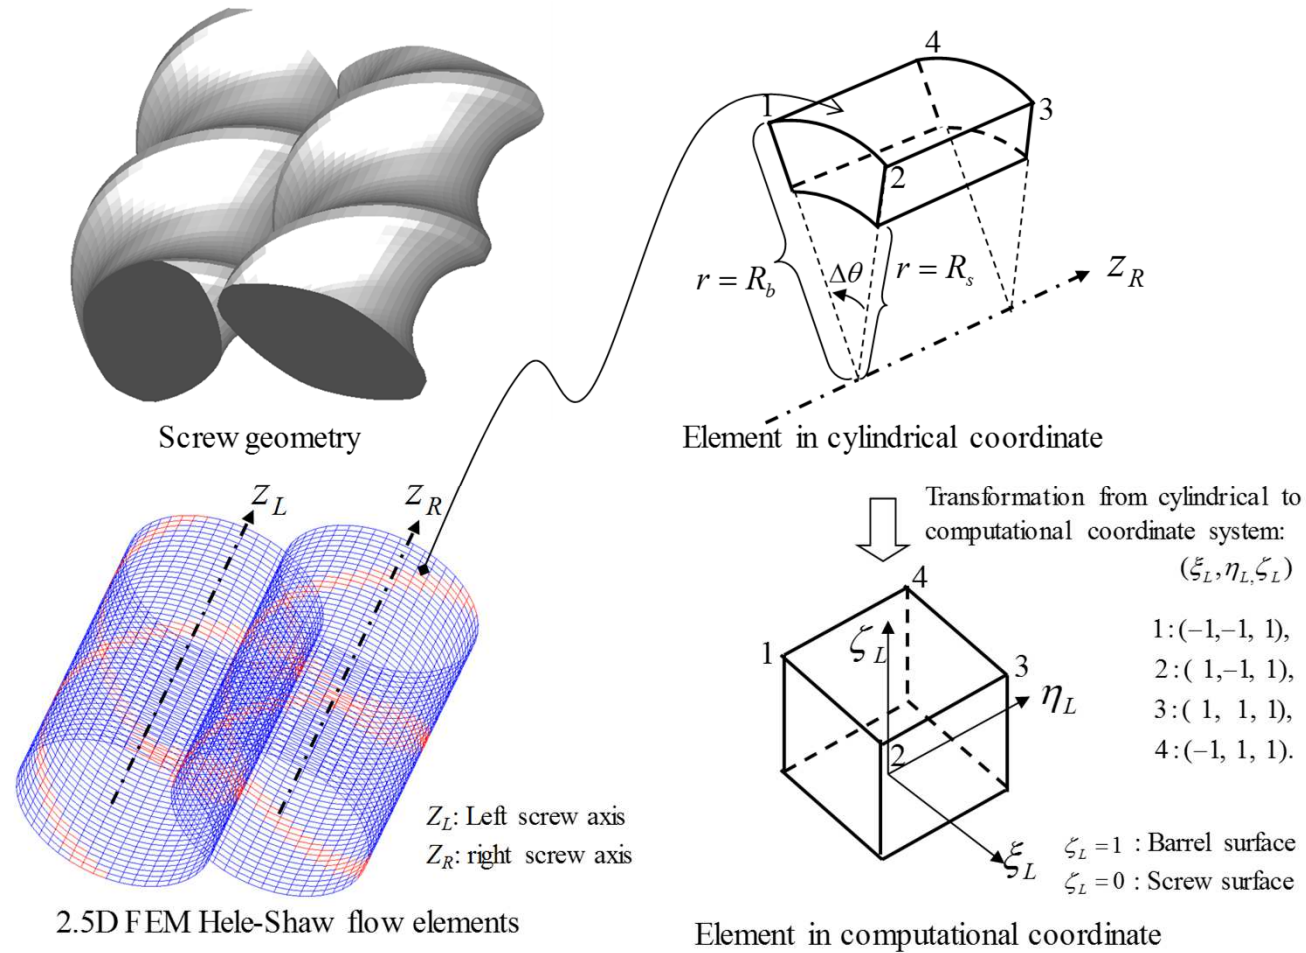 Screw geometry
4
1
3
2
r = R_b
Δθ
r = R_s
z_R
Element in cylindrical coordinate
z_L
z_R
Z_L: Left screw axis
Z_R: right screw axis
2.5D FEM Hele-Shaw flow elements
Transformation from cylindrical to
computational coordinate system:
(ξ_L,η_L,ζ_L)
4
1
ζ_L
3
η_L
2
ξ_L
1:(−1,−1, 1),
2:( 1,−1, 1),
3:( 1, 1, 1),
4:(−1, 1, 1).
ζ_L=1 : Barrel surface
ζ_L=0 : Screw surface
Element in computational coordinate